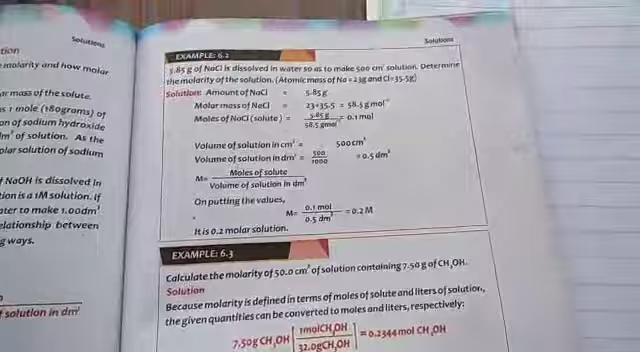 Solutions
tion
molarity and how molar
ar mass of the solute.
s 1 mole (180grams) of
on of sodium hydroxide
dm³ of solution. As the
olar solution of sodium
f NaOH is dissolved in
tion is a 1M solution. If
ater to make 1.00dm³
elationship between
g ways.
f solution in dm³
Solutions
EXAMPLE: 6.2
5.85 g of NaCl is dissolved in water so as to make 500 cm³ solution. Determine
the molarity of the solution. (Atomic mass of Na = 23g and Cl=35.5g)
Solution: Amount of NaCl = 5.85 g
Molar mass of NaCl = 23+35.5 = 58.5 gmol⁻¹
Moles of NaCl (solute) = 5.85 g / 58.5 gmol⁻¹ = 0.1 mol
Volume of solution in cm³ = 500cm³
Volume of solution in dm³ = 500 / 1000 = 0.5 dm³
M= Moles of solute / Volume of solution in dm³
On putting the values,
M= 0.1 mol / 0.5 dm³ = 0.2 M
It is 0.2 molar solution.
EXAMPLE: 6.3
Calculate the molarity of 50.0 cm³ of solution containing 7.50 g of CH₃OH.
Solution
Because molarity is defined in terms of moles of solute and liters of solution,
the given quantities can be converted to moles and liters, respectively:
7.50g CH₃OH [1molCH₃OH / 32.0gCH₃OH] = 0.2344 mol CH₃OH